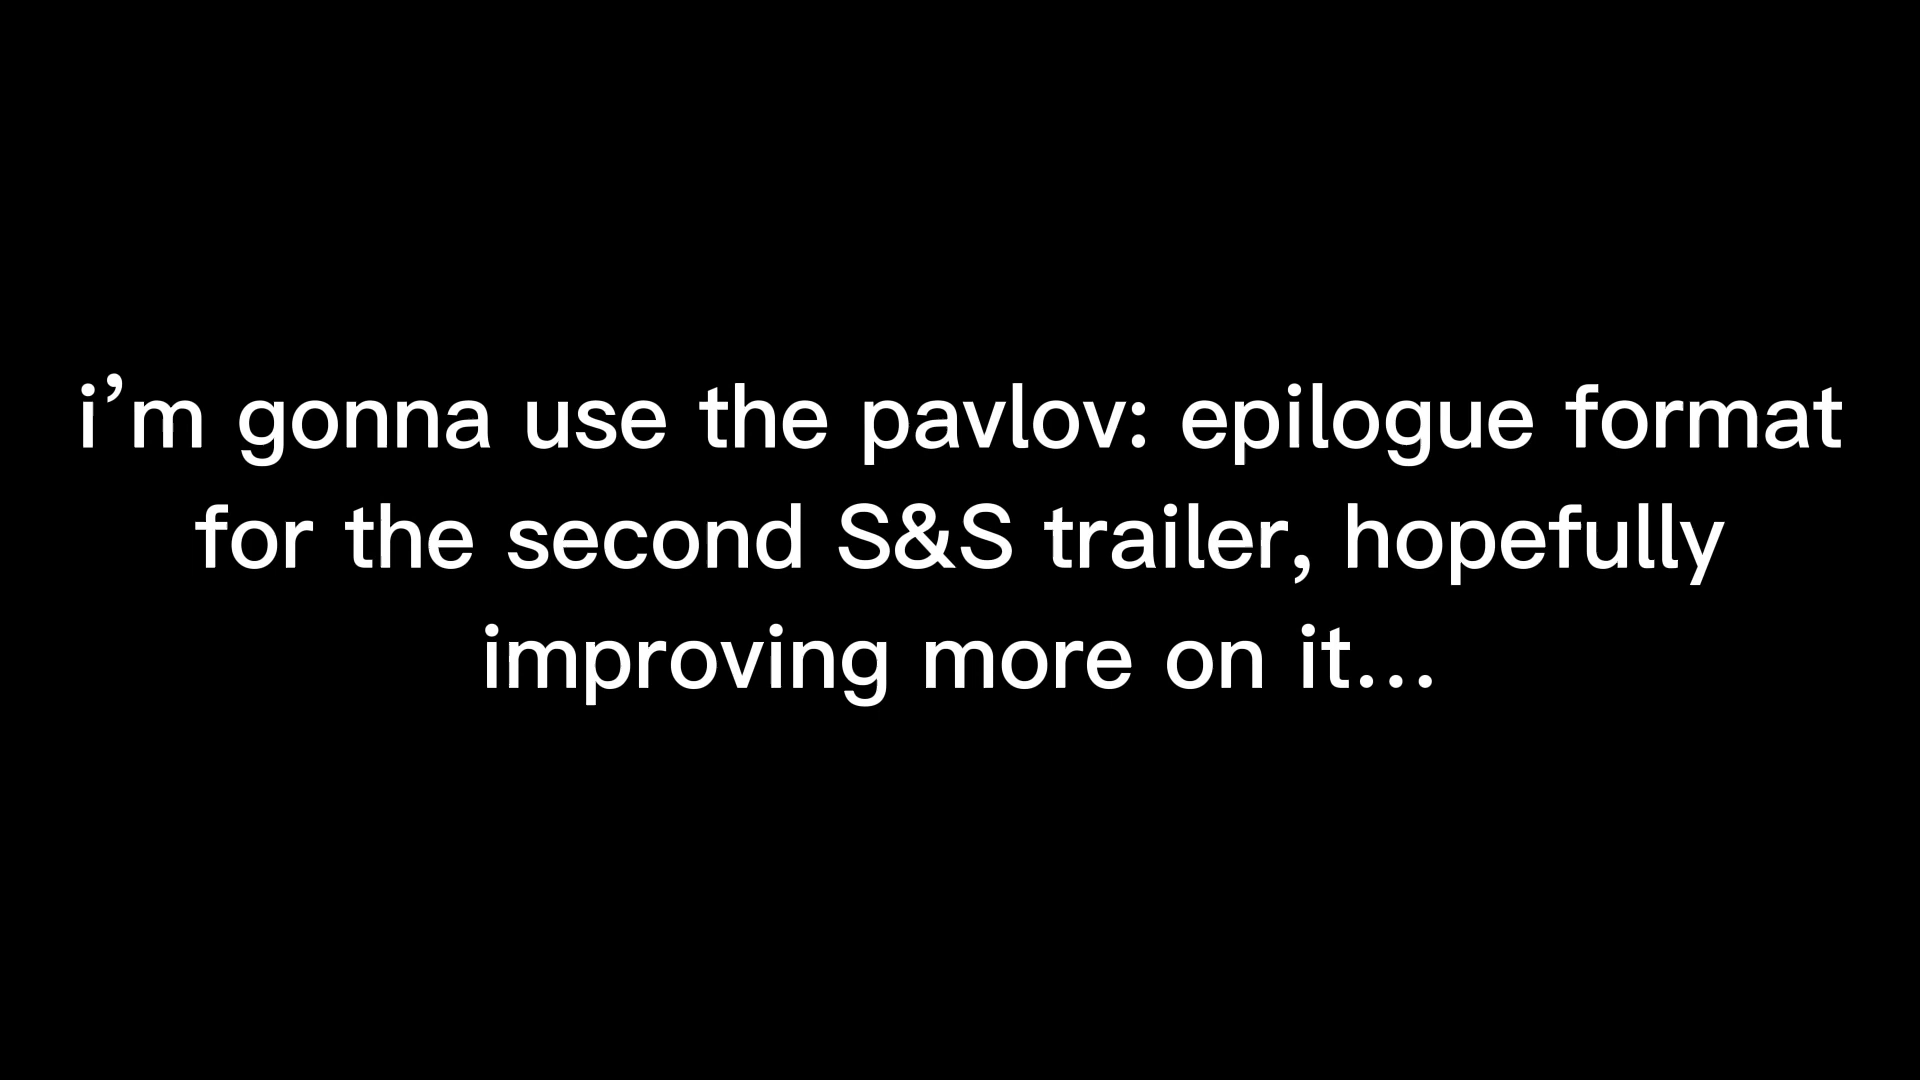 i’m gonna use the pavlov: epilogue format
for the second S&S trailer, hopefully
improving more on it...